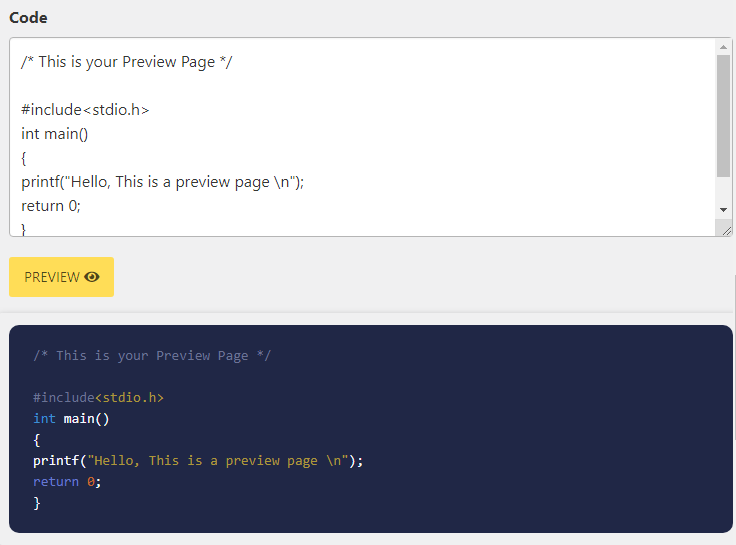 Code
/* This is your Preview Page */
#include<stdio.h>
int main()
{
printf("Hello, This is a preview page \n");
return 0;
}
PREVIEW
/* This is your Preview Page */
#include<stdio.h>
int main()
{
printf("Hello, This is a preview page \n");
return 0;
}